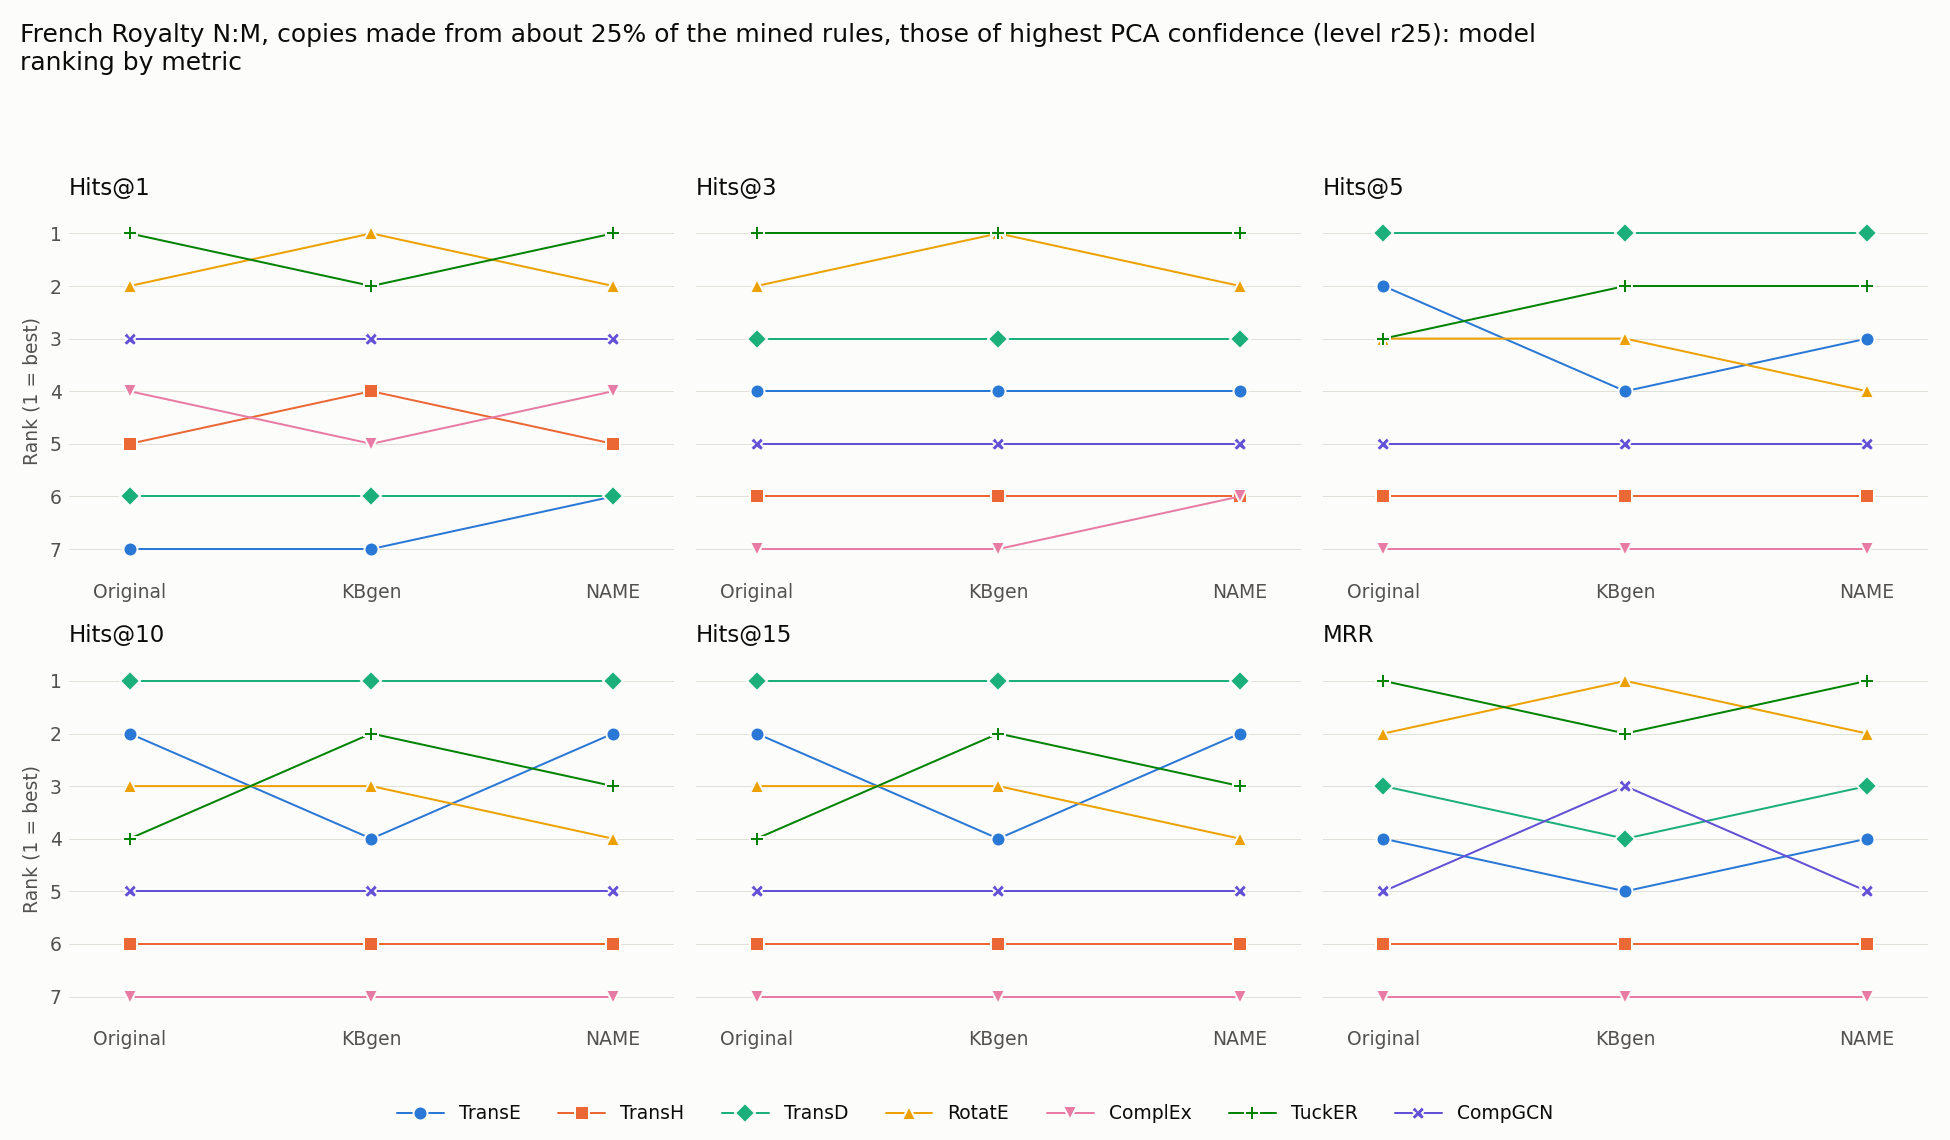 French Royalty N:M, copies made from about 25% of the mined rules, those of highest PCA confidence (level r25): model
ranking by metric
Hits@1
Hits@3
Hits@5
Rank (1 = best)
1
2
3
4
5
6
7
Original KBgen NAME
Original KBgen NAME
Original KBgen NAME
Hits@10
Hits@15
MRR
Rank (1 = best)
1
2
3
4
5
6
7
Original KBgen NAME
Original KBgen NAME
Original KBgen NAME
TransE TransH TransD RotatE ComplEx TuckER CompGCN